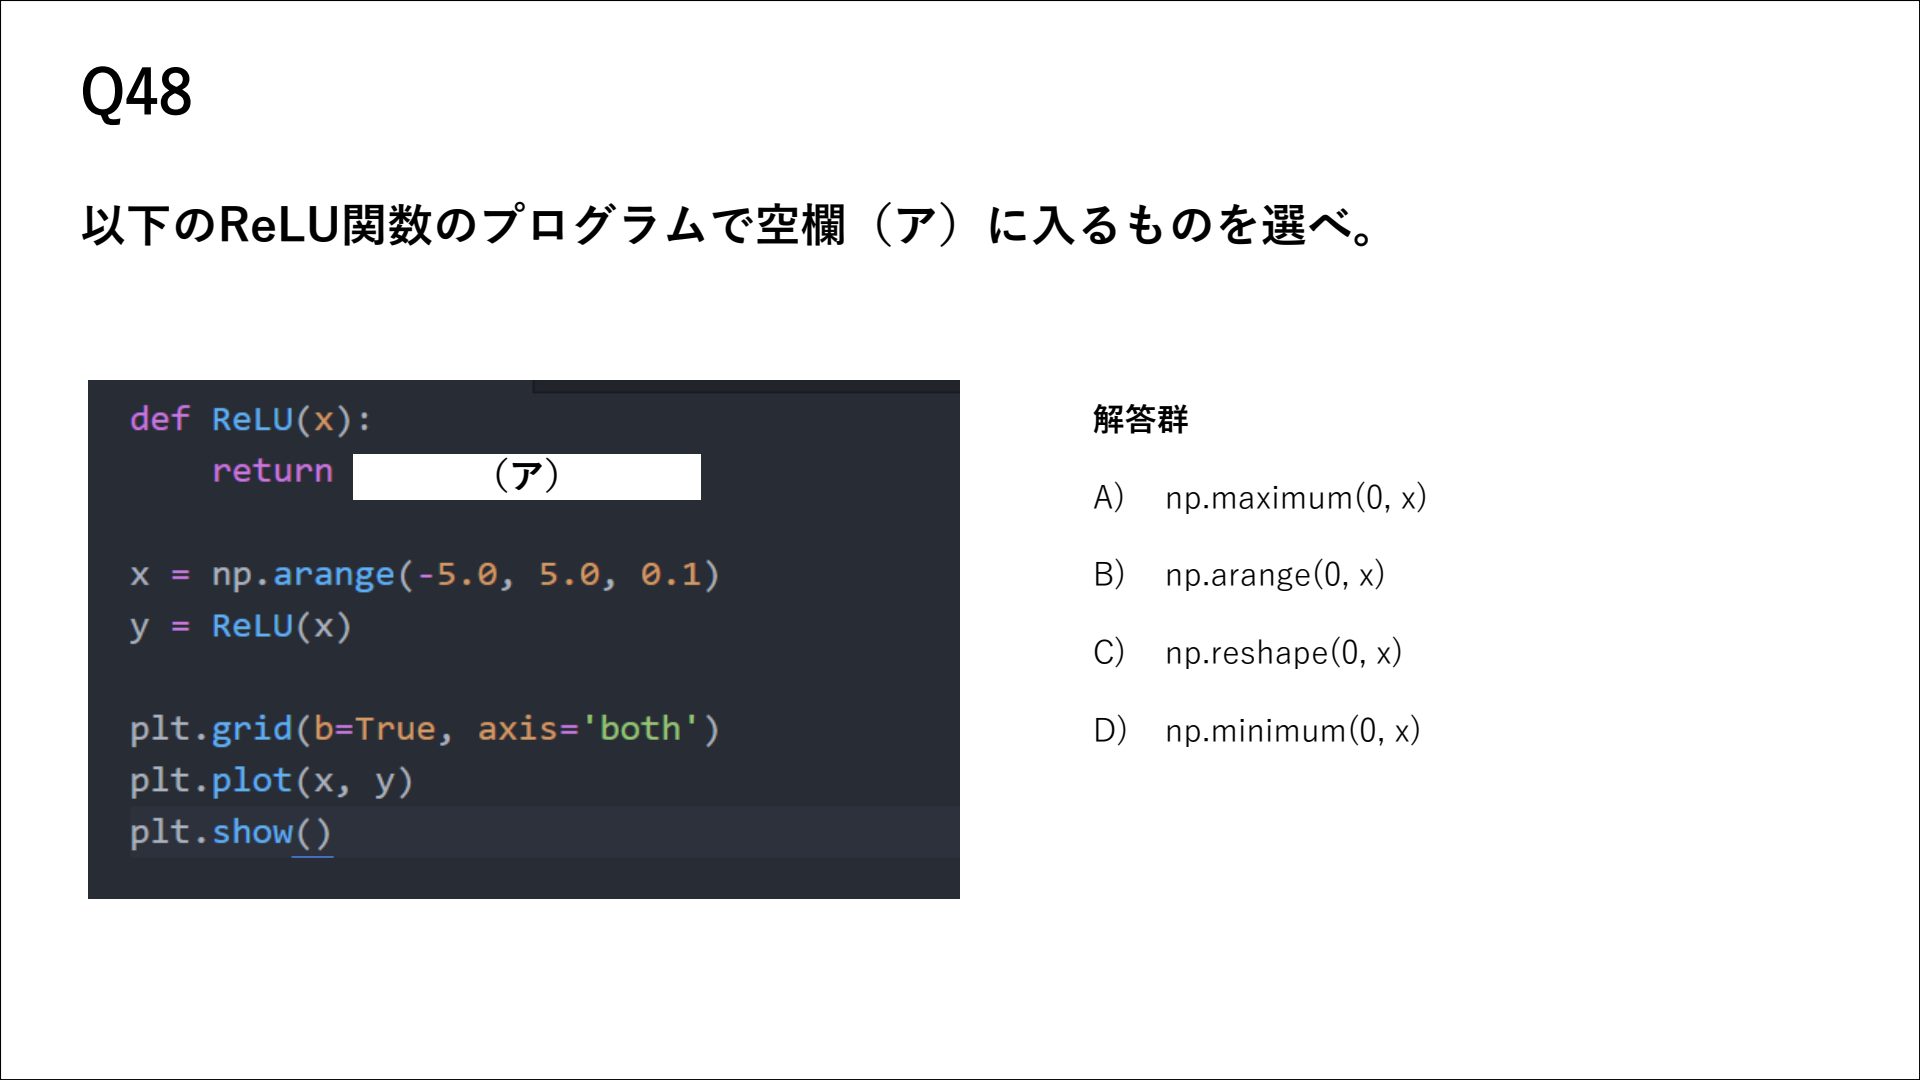 Q48
以下のReLU関数のプログラムで空欄（ア）に入るものを選べ。
def ReLU(x):
    return （ア）
x = np.arange(-5.0, 5.0, 0.1)
y = ReLU(x)
plt.grid(b=True, axis='both')
plt.plot(x, y)
plt.show()
解答群
A) np.maximum(0, x)
B) np.arange(0, x)
C) np.reshape(0, x)
D) np.minimum(0, x)